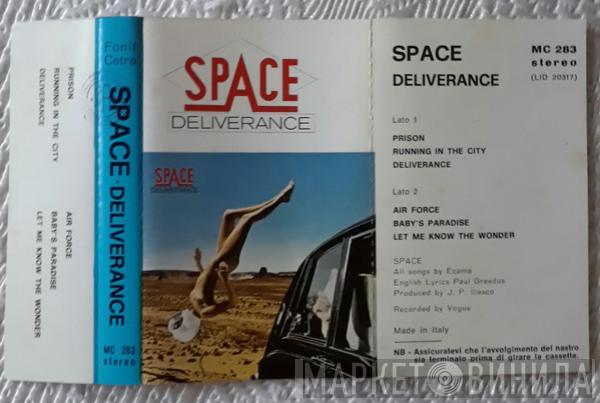 PRISON
RUNNING IN THE CITY
DELIVERANCE
AIR FORCE
BABY'S PARADISE
LET ME KNOW THE WONDER
Fonit
Cetra
SPACE · DELIVERANCE
MC 283
stereo
SPACE
DELIVERANCE
SPACE
DELIVERANCE
SPACE
DELIVERANCE
MC 283
stereo
(LID 20317)
Lato 1
PRISON
RUNNING IN THE CITY
DELIVERANCE
Lato 2
AIR FORCE
BABY'S PARADISE
LET ME KNOW THE WONDER
SPACE
All songs by Ecama
English Lyrics Paul Greedus
Produced by J. P. Iliesco
Recorded by Vogue
Made in Italy
NB - Assicuratevi che l'avvolgimento del nastro
sia terminato prima di girare la cassetta.
МАРКЕТ ВИНИЛА